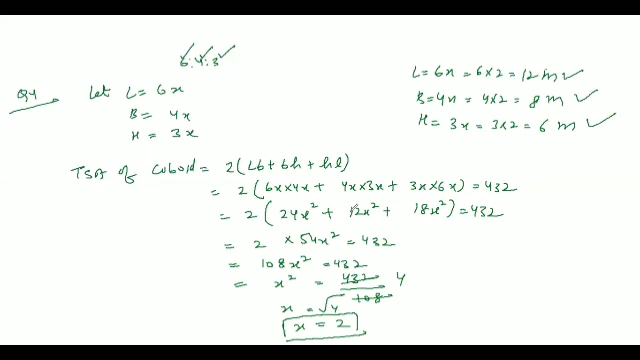 6:4:3
Q4 Let L = 6x
B = 4x
H = 3x
L = 6x = 6×2 = 12 m ✓
B = 4x = 4×2 = 8 m ✓
H = 3x = 3×2 = 6 m ✓
TSA of cuboid = 2(Lb + bh + hl)
= 2(6x×4x + 4x×3x + 3x×6x) = 432
= 2(24x² + 12x² + 18x²) = 432
= 2 × 54x² = 432
= 108x² = 432
= x² = 432/108 4
x = √4
x = 2